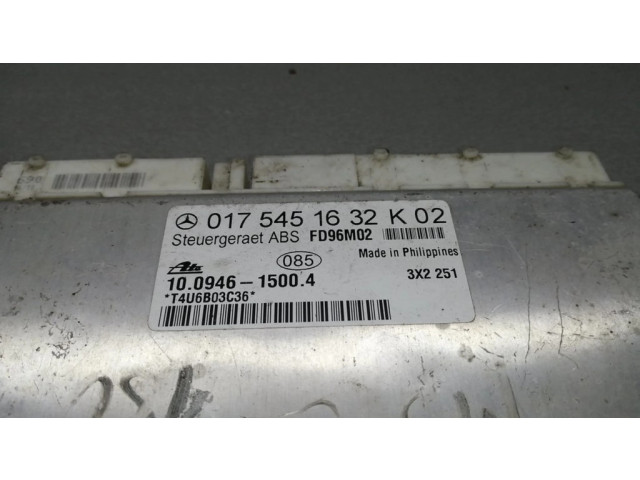 017 545 16 32 K 02
Steuergeraet ABS FD96M02
085 Made in Philippines
Ate
10.0946-1500.4 3X2 251
*T4U6B03C36*